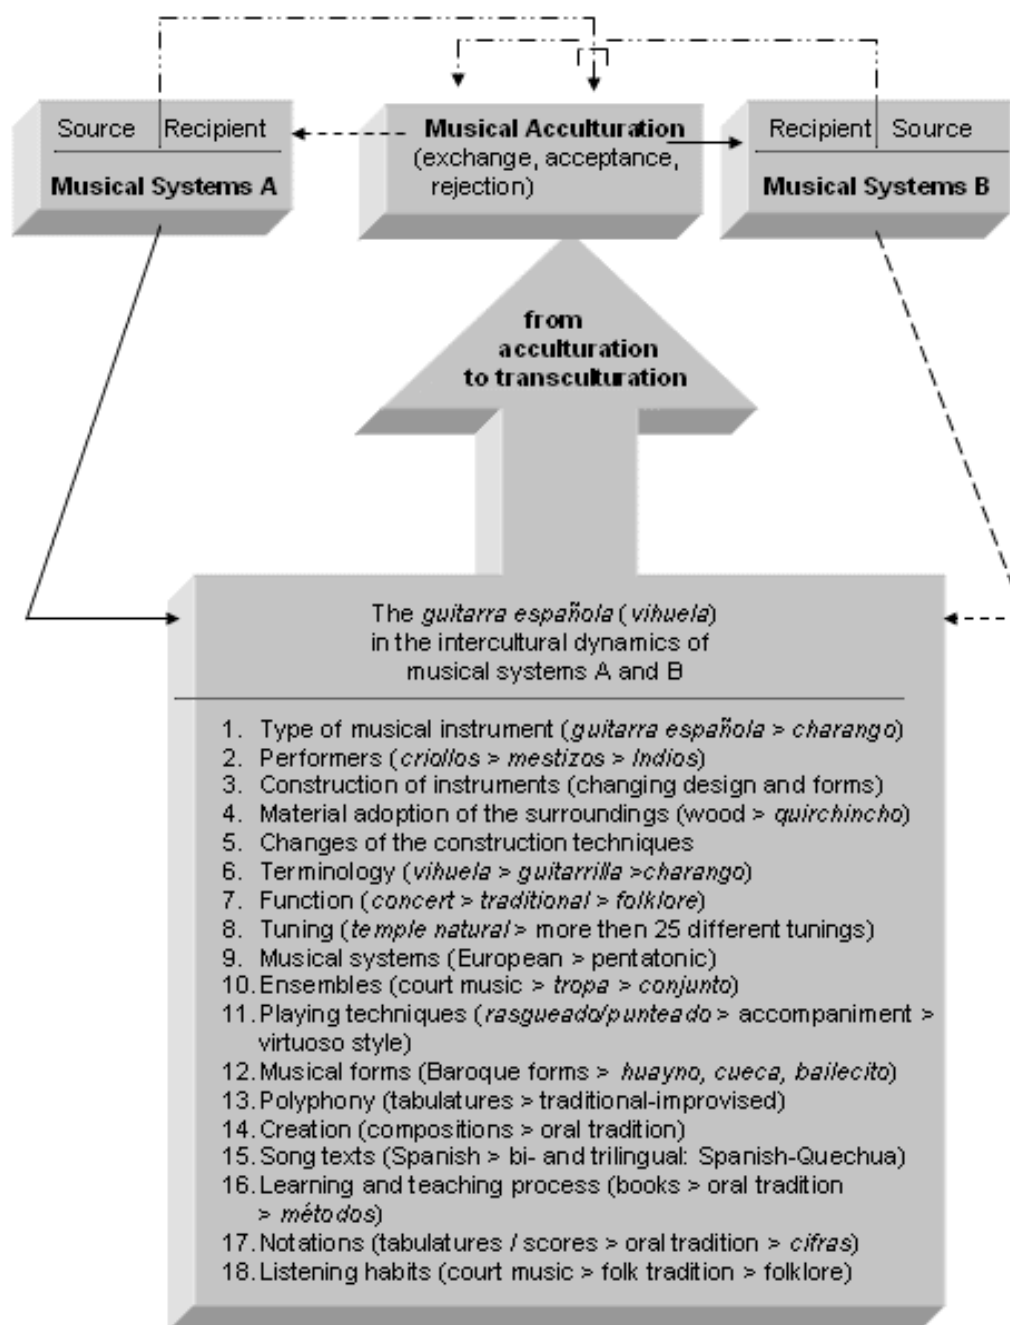 Source Recipient
Musical Systems A
Musical Acculturation
(exchange, acceptance,
rejection)
Recipient Source
Musical Systems B
from
acculturation
to transculturation
The guitarra española (vihuela)
in the intercultural dynamics of
musical systems A and B
1. Type of musical instrument (guitarra española > charango)
2. Performers (criollos > mestizos > Indios)
3. Construction of instruments (changing design and forms)
4. Material adoption of the surroundings (wood > quirchincho)
5. Changes of the construction techniques
6. Terminology (vihuela > guitarrilla >charango)
7. Function (concert > traditional > folklore)
8. Tuning (temple natural > more then 25 different tunings)
9. Musical systems (European > pentatonic)
10. Ensembles (court music > tropa > conjunto)
11. Playing techniques (rasgueado/punteado > accompaniment >
virtuoso style)
12. Musical forms (Baroque forms > huayno, cueca, bailecito)
13. Polyphony (tabulatures > traditional-improvised)
14. Creation (compositions > oral tradition)
15. Song texts (Spanish > bi- and trilingual: Spanish-Quechua)
16. Learning and teaching process (books > oral tradition
> métodos)
17. Notations (tabulatures / scores > oral tradition > cifras)
18. Listening habits (court music > folk tradition > folklore)